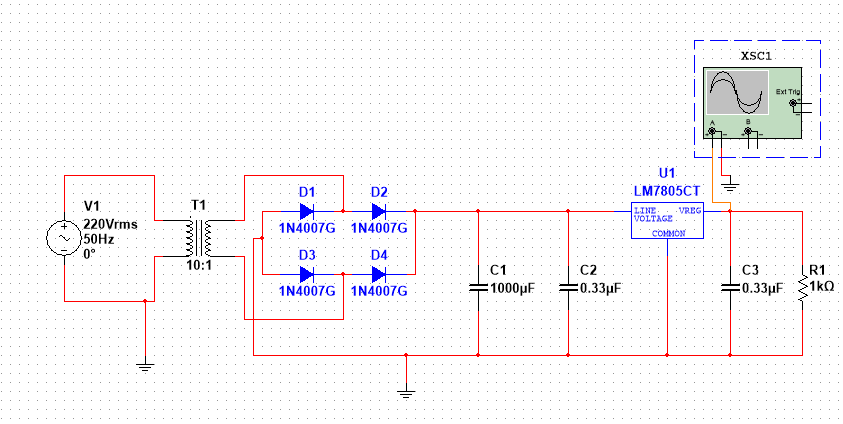 XSC1
Ext Trig
+
−
A
B
+ −
+ −
V1
220Vrms
50Hz
0°
+
−
T1
10:1
D1
1N4007G
D2
1N4007G
D3
1N4007G
D4
1N4007G
C1
1000µF
C2
0.33µF
U1
LM7805CT
LINE VREG
VOLTAGE
COMMON
C3
0.33µF
R1
1kΩ